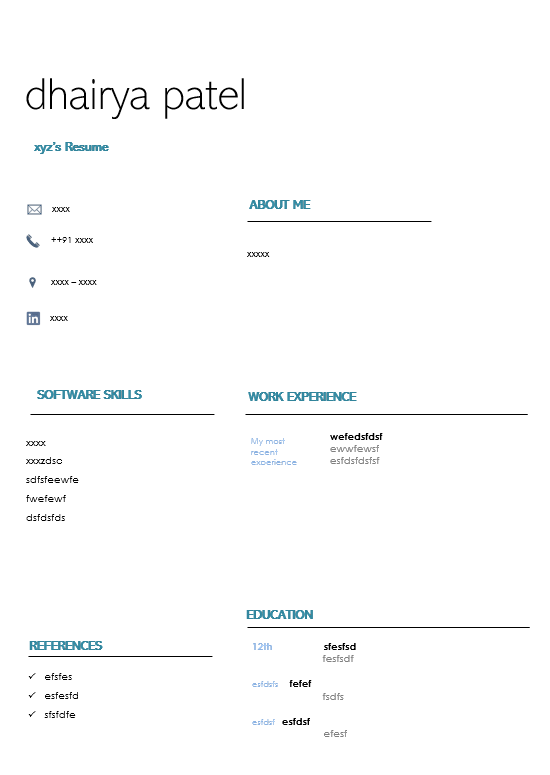 dhairya patel
xyz's Resume
xxxx
++91 xxxx
xxxx – xxxx
xxxx
ABOUT ME
xxxxx
SOFTWARE SKILLS
xxxx
xxxzdsc
sdfsfeewfe
fwefewf
dsfdsfds
WORK EXPERIENCE
My most
recent
experience
wefedsfdsf
ewwfewsf
esfdsfdsfsf
REFERENCES
✓ efsfes
✓ esfesfd
✓ sfsfdfe
EDUCATION
12th sfesfsd
fesfsdf
esfdsfs fefef
fsdfs
esfdsf esfdsf
efesf